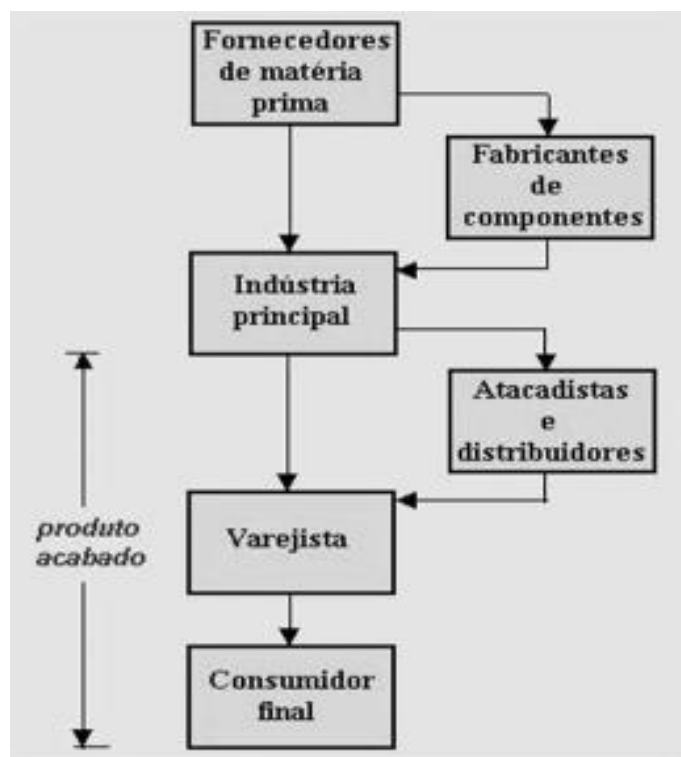 Fornecedores
de matéria
prima
Fabricantes
de
componentes
Indústria
principal
Atacadistas
e
distribuidores
produto
acabado
Varejista
Consumidor
final